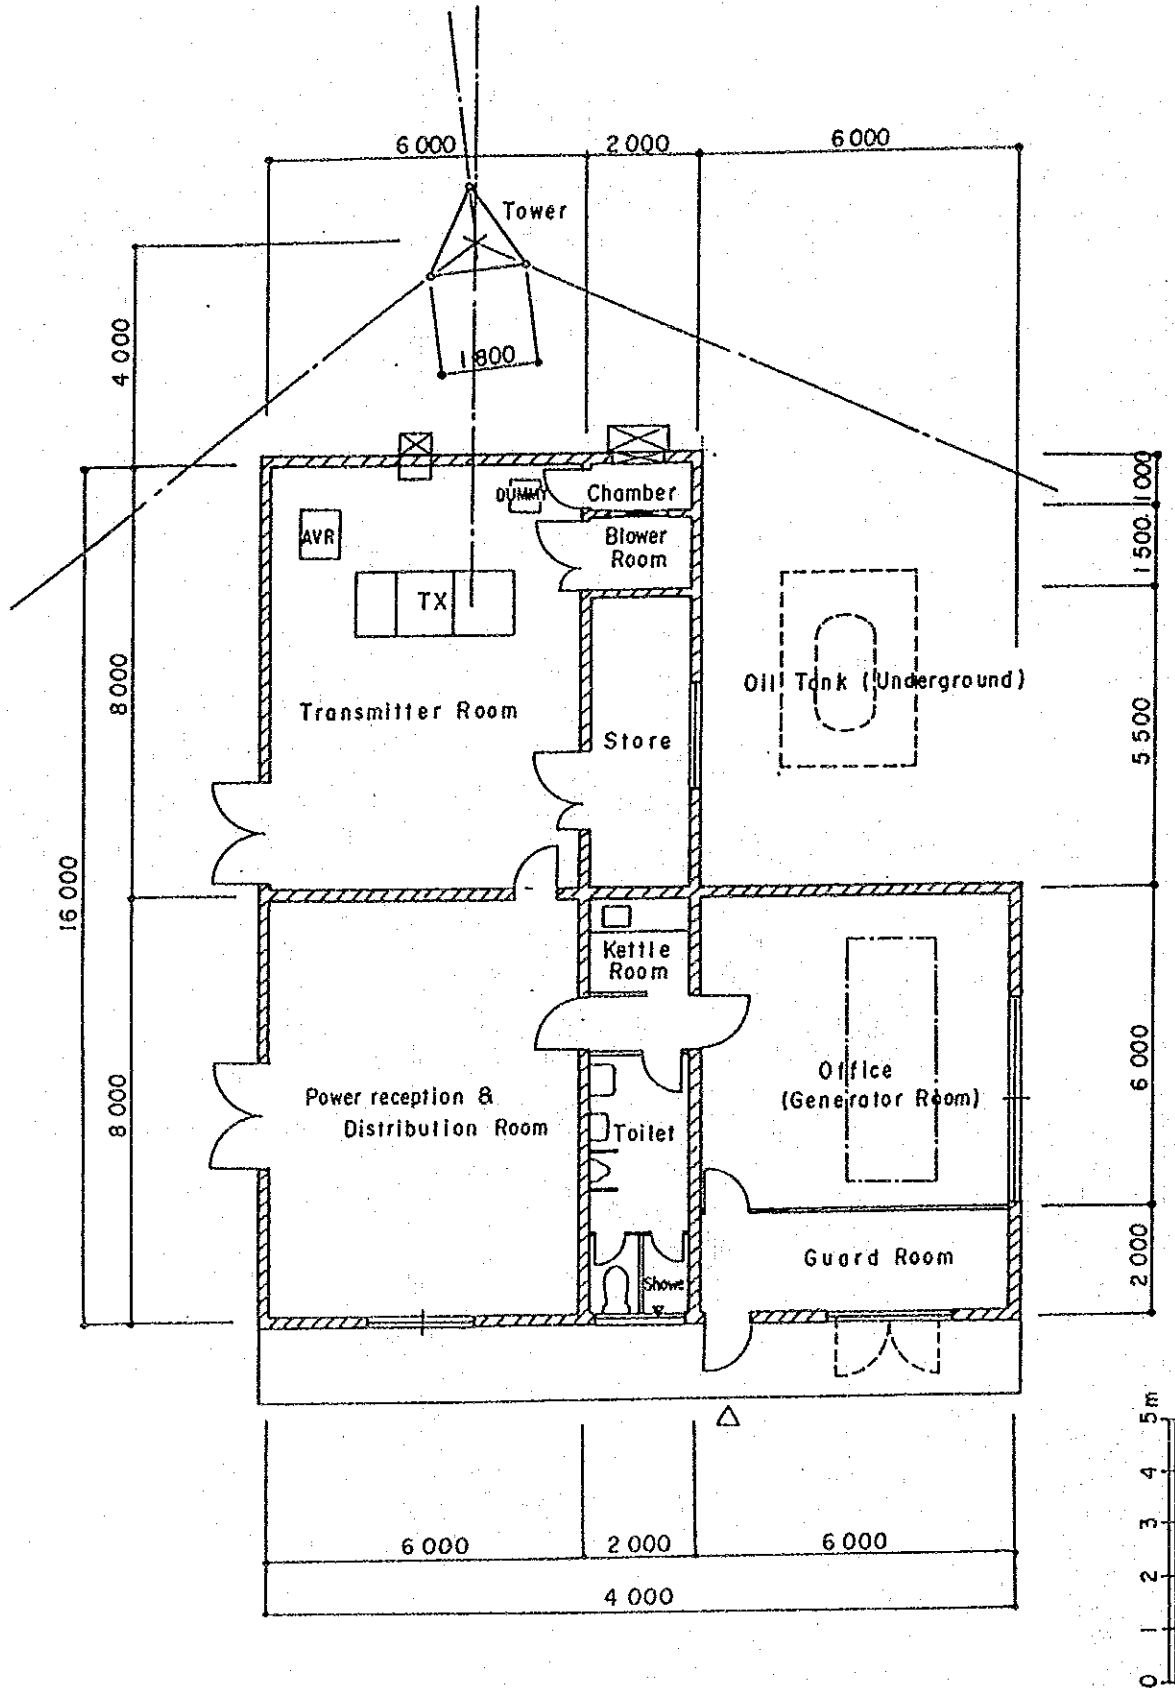 6 000
2 000
6 000
Tower
4 000
1 800
DUMMY
Chamber
AVR
Blower
Room
1 000
1 500
TX
Oil Tank (Underground)
8 000
Transmitter Room
Store
5 500
16 000
Kettle
Room
Office
(Generator Room)
6 000
8 000
Power reception &
Distribution Room
Toilet
Guard Room
2 000
Showe
6 000
2 000
6 000
4 000
5m
4
3
2
1
0